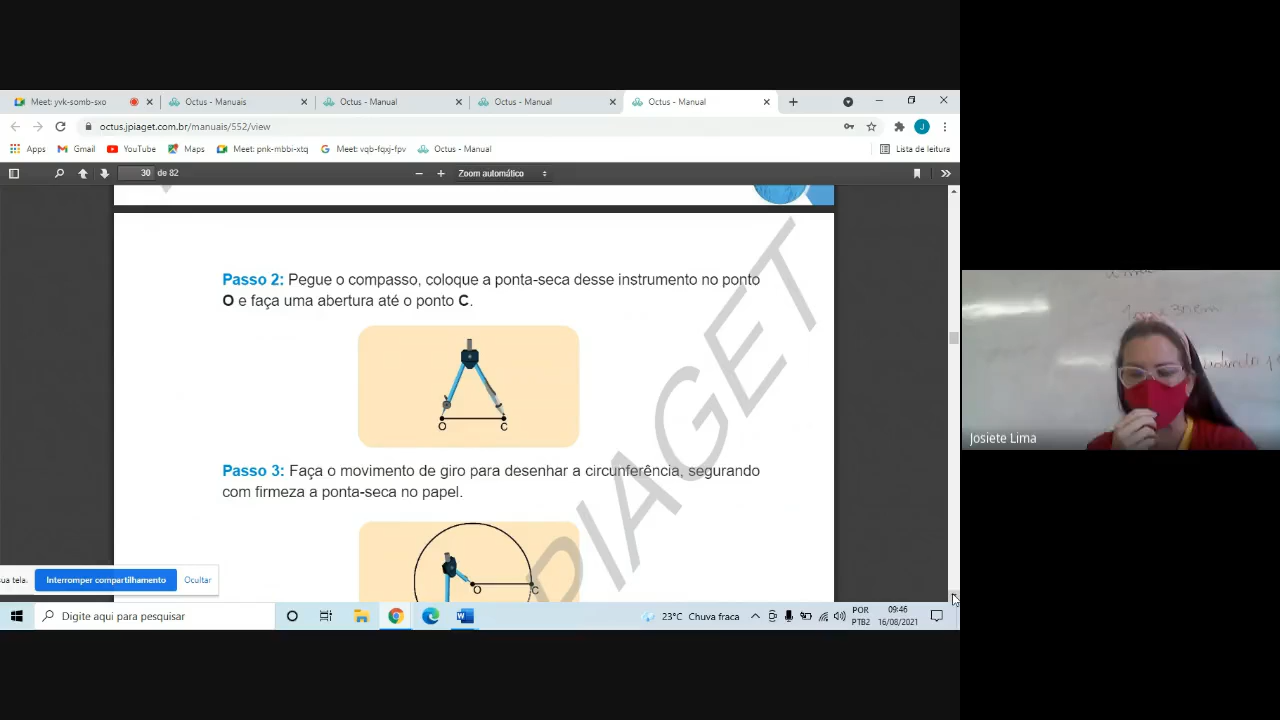 Meet: yvk-somb-sxo
Octus - Manuais
Octus - Manual
Octus - Manual
Octus - Manual
octus.jpiaget.com.br/manuais/552/view
Apps
Gmail
YouTube
Maps
Meet: pnk-mbbi-xtq
Meet: vqb-fqxj-fpv
Octus - Manual
Lista de leitura
30 de 82
Zoom automático
Passo 2: Pegue o compasso, coloque a ponta-seca desse instrumento no ponto
O e faça uma abertura até o ponto C.
O C
Passo 3: Faça o movimento de giro para desenhar a circunferência, segurando
com firmeza a ponta-seca no papel.
O C
PIAGET
sua tela.
Interromper compartilhamento
Ocultar
Digite aqui para pesquisar
23°C Chuva fraca
POR
PTB2
09:46
16/08/2021
Josiete Lima